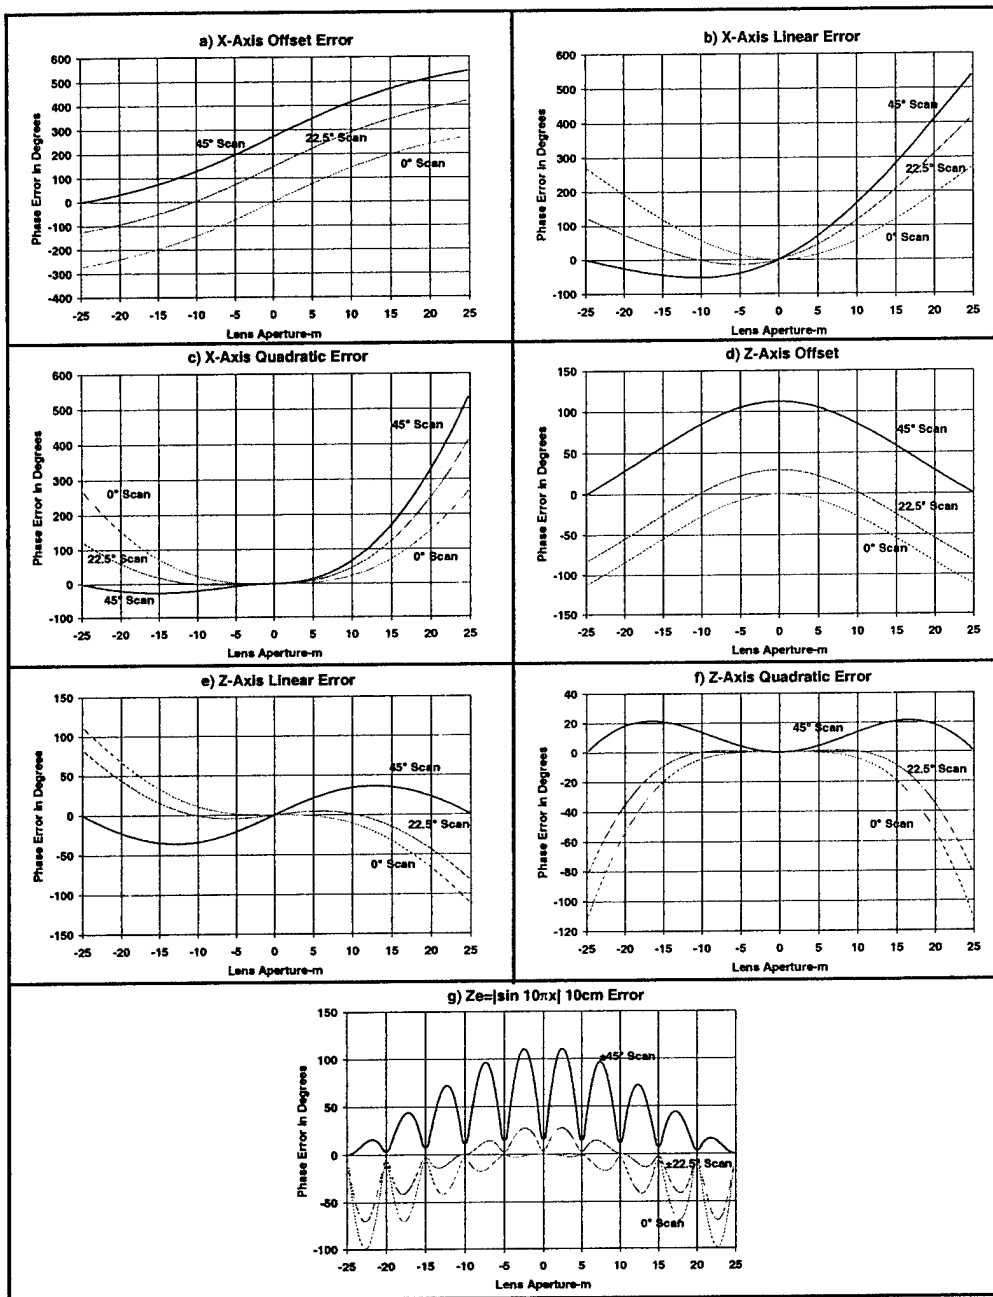 a) X-Axis Offset Error
Phase Error in Degrees
600
500
400
300
200
100
0
-100
-200
-300
-400
45° Scan
22.5° Scan
0° Scan
-25 -20 -15 -10 -5 0 5 10 15 20 25
Lens Aperture-m
b) X-Axis Linear Error
Phase Error in Degrees
600
500
400
300
200
100
0
-100
45° Scan
22.5° Scan
0° Scan
-25 -20 -15 -10 -5 0 5 10 15 20 25
Lens Aperture-m
c) X-Axis Quadratic Error
Phase Error in Degrees
600
500
400
300
200
100
0
-100
45° Scan
0° Scan
22.5° Scan
0° Scan
45° Scan
-25 -20 -15 -10 -5 0 5 10 15 20 25
Lens Aperture-m
d) Z-Axis Offset
Phase Error in Degrees
150
100
50
0
-50
-100
-150
45° Scan
22.5° Scan
0° Scan
-25 -20 -15 -10 -5 0 5 10 15 20 25
Lens Aperture-m
e) Z-Axis Linear Error
Phase Error in Degrees
150
100
50
0
-50
-100
-150
45° Scan
22.5° Scan
0° Scan
-25 -20 -15 -10 -5 0 5 10 15 20 25
Lens Aperture-m
f) Z-Axis Quadratic Error
Phase Error in Degrees
40
20
0
-20
-40
-60
-80
-100
-120
45° Scan
22.5° Scan
0° Scan
-25 -20 -15 -10 -5 0 5 10 15 20 25
Lens Aperture-m
g) Ze=|sin 10πx| 10cm Error
Phase Error in Degrees
150
100
50
0
-50
-100
±45° Scan
±22.5° Scan
0° Scan
-25 -20 -15 -10 -5 0 5 10 15 20 25
Lens Aperture-m